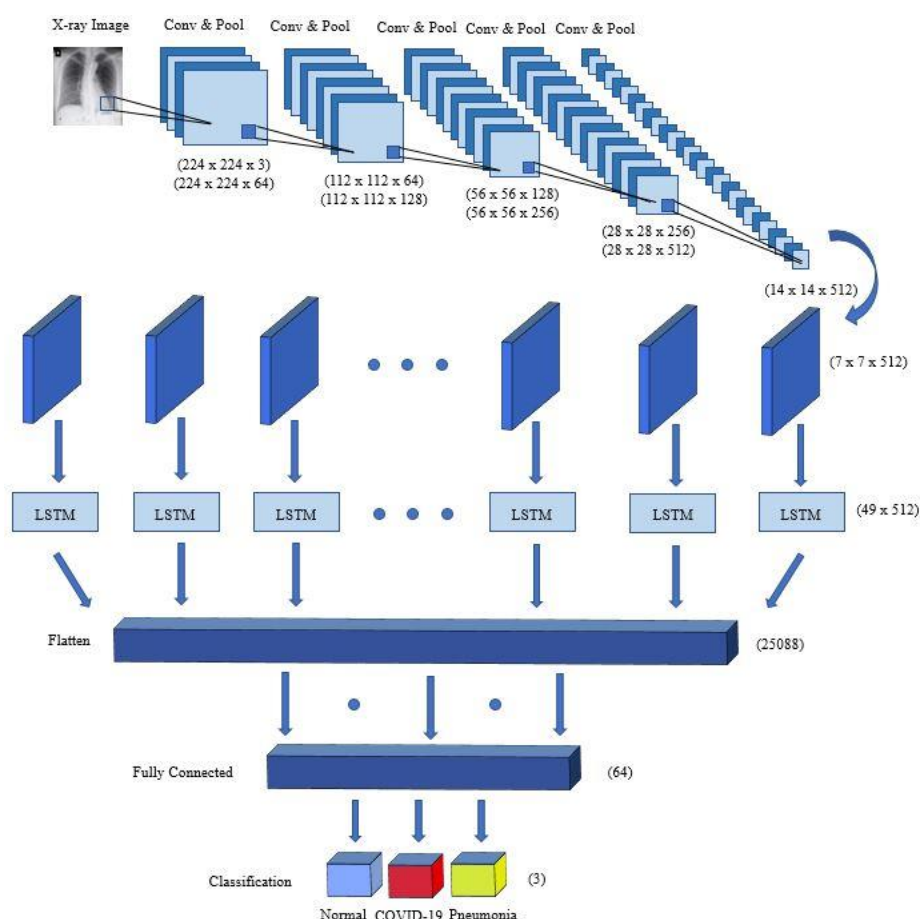 X-ray Image
Conv & Pool
Conv & Pool
Conv & Pool
Conv & Pool
Conv & Pool
(224 x 224 x 3)
(224 x 224 x 64)
(112 x 112 x 64)
(112 x 112 x 128)
(56 x 56 x 128)
(56 x 56 x 256)
(28 x 28 x 256)
(28 x 28 x 512)
(14 x 14 x 512)
(7 x 7 x 512)
LSTM
LSTM
LSTM
LSTM
LSTM
LSTM
(49 x 512)
Flatten
(25088)
Fully Connected
(64)
Classification
(3)
Normal COVID-19 Pneumonia